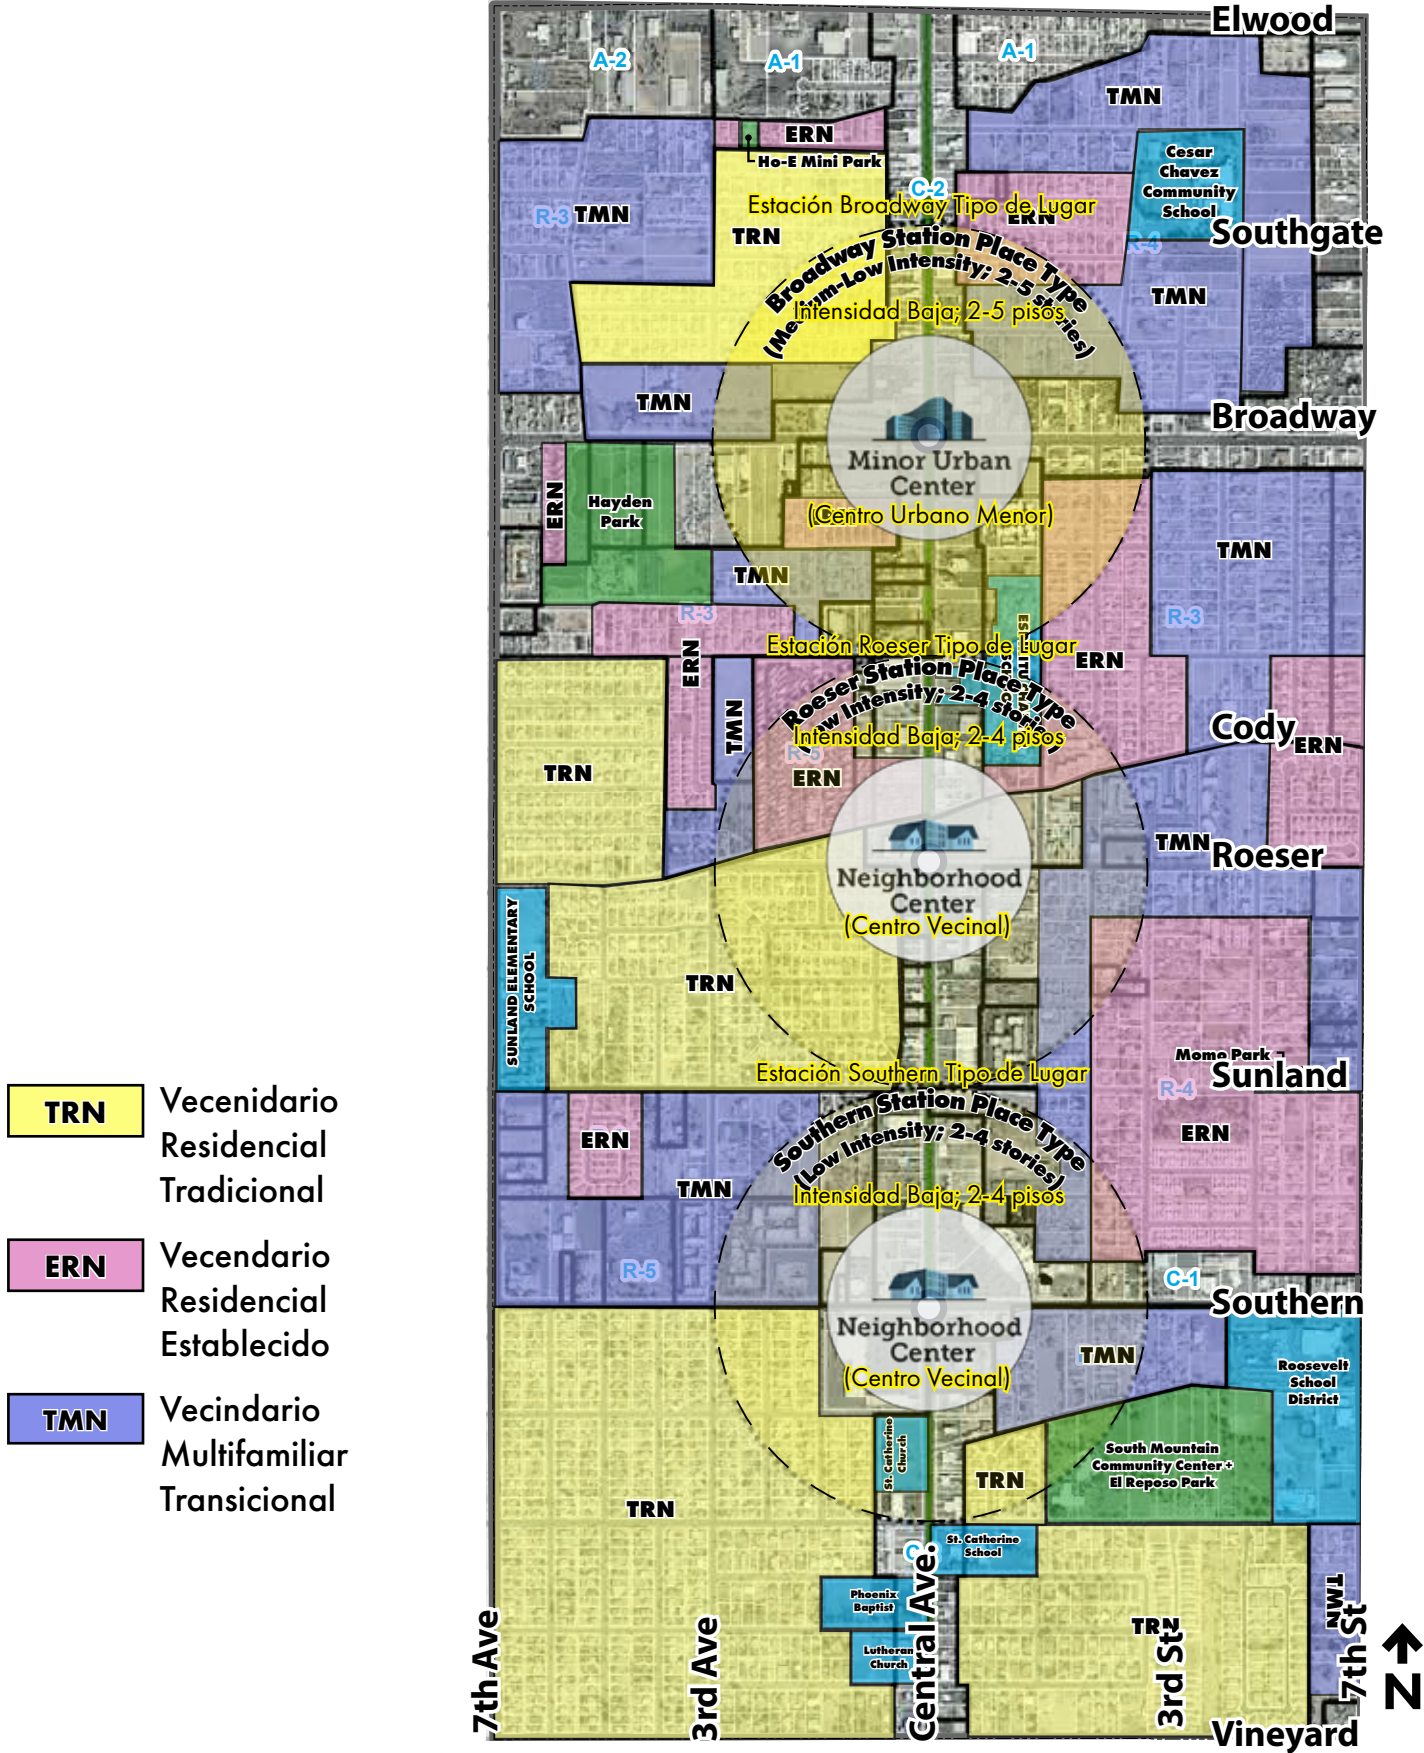 Elwood
A-2
A-1
A-1
TMN
ERN
Ho-E Mini Park
Cesar
Chavez
Community
School
C-2
Estación Broadway Tipo de Lugar
R-3
TMN
TRN
ERN
R-4
Southgate
Broadway Station Place Type
(Medium-Low Intensity; 2-5 stories)
Intensidad Baja; 2-5 pisos
TMN
TMN
Broadway
Minor Urban
Center
(Centro Urbano Menor)
ERN
Hayden
Park
TMN
TMN
R-3
R-3
ERN
ERN
Estación Roeser Tipo de Lugar
Roeser Station Place Type
(Low Intensity; 2-4 stories)
Intensidad Baja; 2-4 pisos
TMN
R-5
ERN
TRN
Cody
ERN
TMN
Roeser
Neighborhood
Center
(Centro Vecinal)
SUNLAND ELEMENTARY
SCHOOL
TRN
Momo Park
Sunland
Estación Southern Tipo de Lugar
R-4
Southern Station Place Type
(Low Intensity; 2-4 stories)
Intensidad Baja; 2-4 pisos
ERN
ERN
TMN
R-5
C-1
Southern
Neighborhood
Center
(Centro Vecinal)
TMN
Roosevelt
School
District
St. Catherine
Church
South Mountain
Community Center +
El Reposo Park
TRN
TRN
St. Catherine
School
Phoenix
Baptist
Lutheran
Church
TRN
TMN
7th Ave
3rd Ave
Central Ave.
3rd St
7th St
Vineyard
N
TRN
Vecenidario
Residencial
Tradicional
ERN
Vecendario
Residencial
Establecido
TMN
Vecindario
Multifamiliar
Transicional